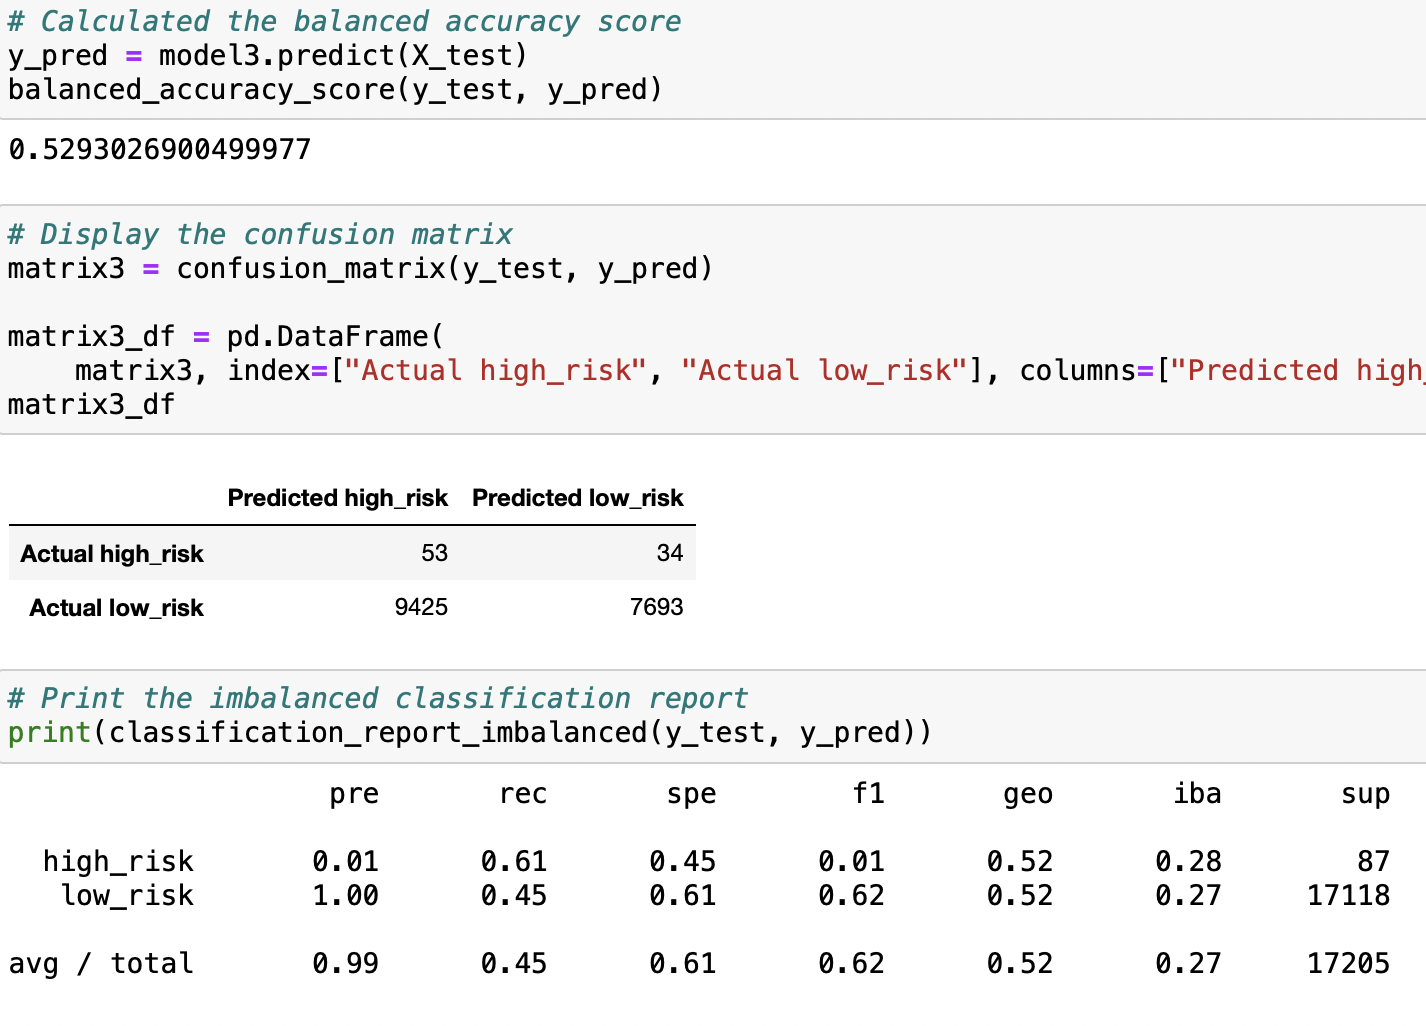 # Calculated the balanced accuracy score
y_pred = model3.predict(X_test)
balanced_accuracy_score(y_test, y_pred)
0.5293026900499977
# Display the confusion matrix
matrix3 = confusion_matrix(y_test, y_pred)
matrix3_df = pd.DataFrame(
    matrix3, index=["Actual high_risk", "Actual low_risk"], columns=["Predicted high_
matrix3_df
Predicted high_risk Predicted low_risk
Actual high_risk 53 34
Actual low_risk 9425 7693
# Print the imbalanced classification report
print(classification_report_imbalanced(y_test, y_pred))
pre rec spe f1 geo iba sup
high_risk 0.01 0.61 0.45 0.01 0.52 0.28 87
low_risk 1.00 0.45 0.61 0.62 0.52 0.27 17118
avg / total 0.99 0.45 0.61 0.62 0.52 0.27 17205